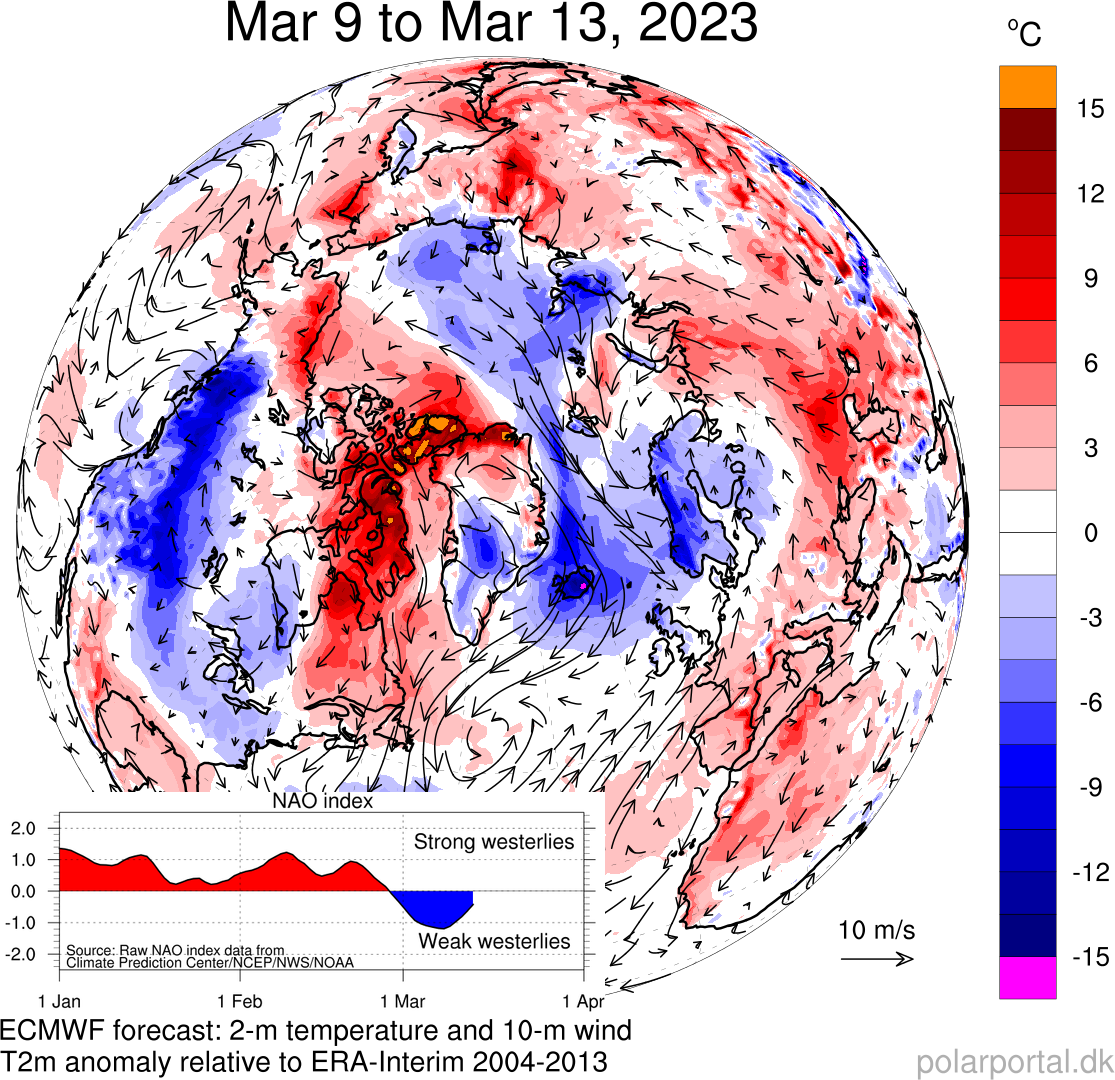 Mar 9 to Mar 13, 2023
ºC
15
12
9
6
3
0
-3
-6
-9
-12
-15
10 m/s
NAO index
2.0
1.0
0.0
-1.0
-2.0
Strong westerlies
Weak westerlies
Source: Raw NAO index data from
Climate Prediction Center/NCEP/NWS/NOAA
1 Jan
1 Feb
1 Mar
1 Apr
ECMWF forecast: 2-m temperature and 10-m wind
T2m anomaly relative to ERA-Interim 2004-2013
polarportal.dk